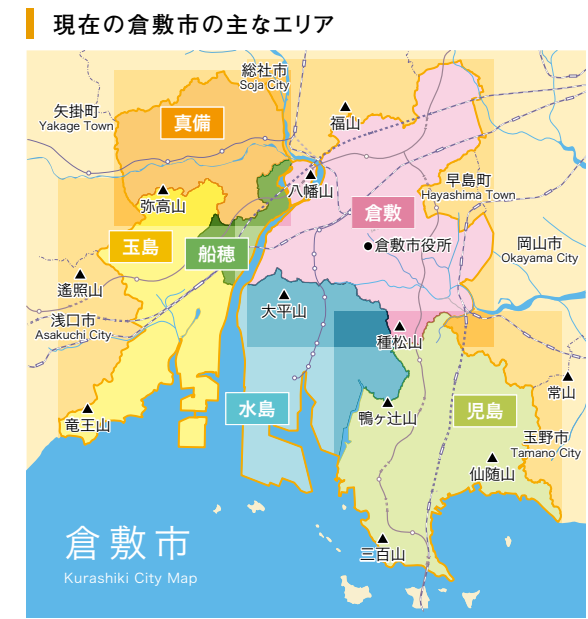 現在の倉敷市の主なエリア
総社市
Soja City
矢掛町
Yakage Town
真備
福山
八幡山
早島町
Hayashima Town
弥高山
倉敷
玉島
船穂
倉敷市役所
岡山市
Okayama City
遙照山
大平山
浅口市
Asakuchi City
種松山
常山
水島
鴨ヶ辻山
児島
竜王山
玉野市
Tamano City
仙随山
倉敷市
Kurashiki City Map
三百山